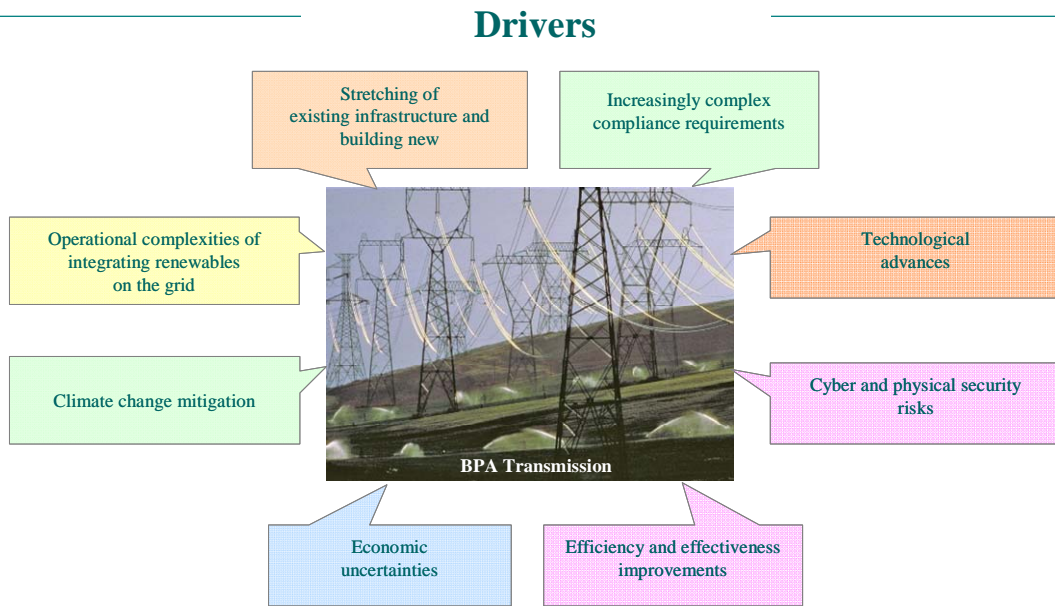 Drivers
Stretching of
existing infrastructure and
building new
Increasingly complex
compliance requirements
Operational complexities of
integrating renewables
on the grid
Technological
advances
Climate change mitigation
Cyber and physical security
risks
BPA Transmission
Economic
uncertainties
Efficiency and effectiveness
improvements